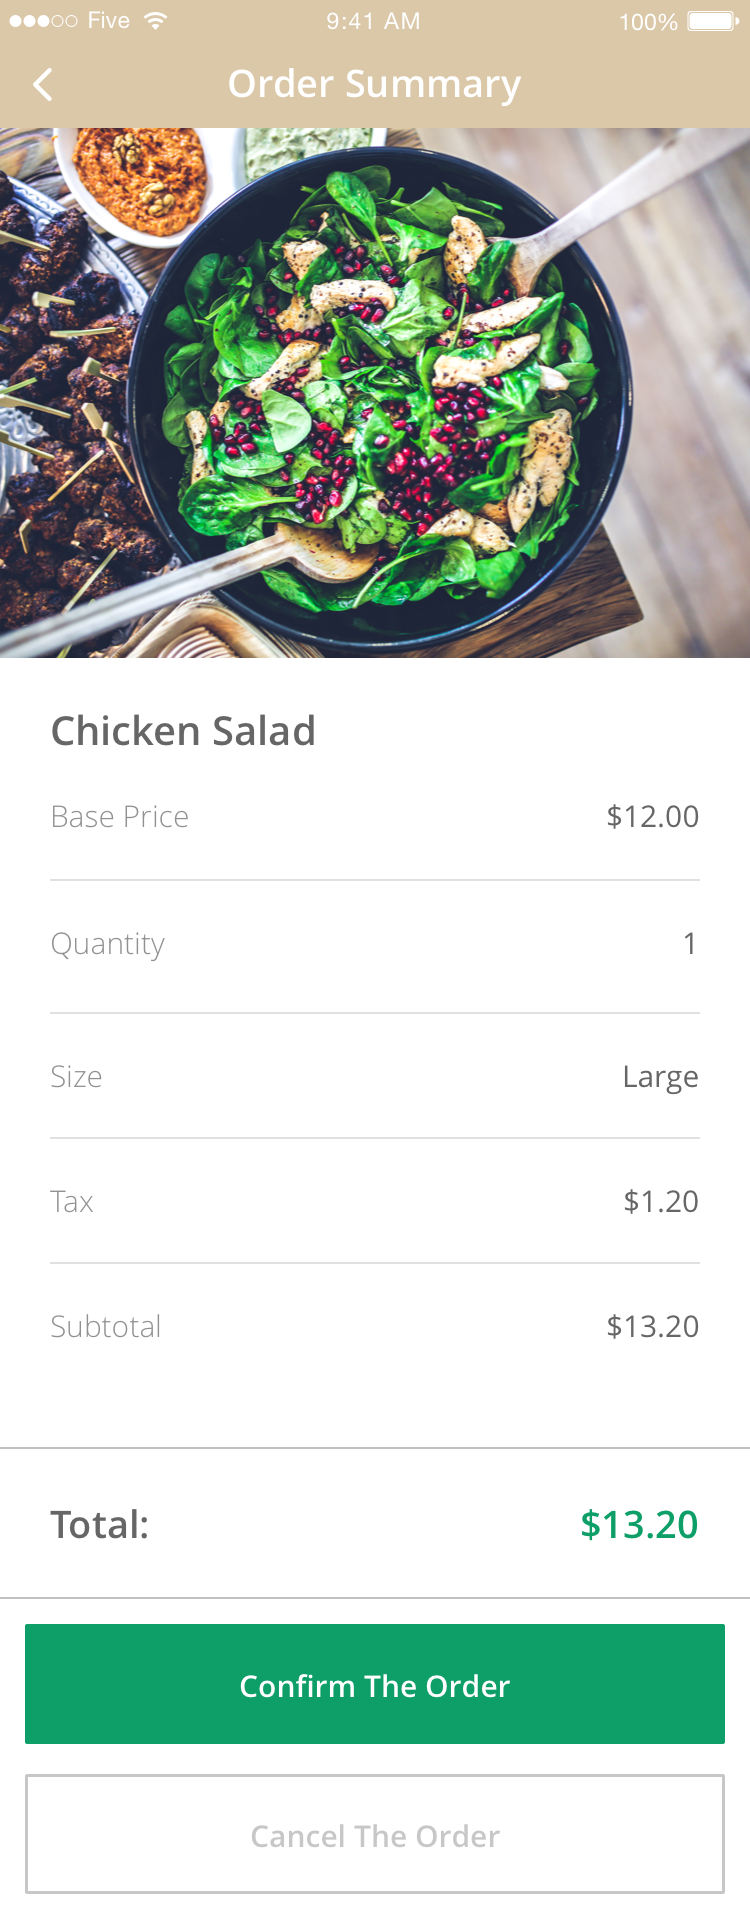 Five 9:41 AM 100%
Order Summary
Chicken Salad
Base Price $12.00
Quantity 1
Size Large
Tax $1.20
Subtotal $13.20
Total: $13.20
Confirm The Order
Cancel The Order